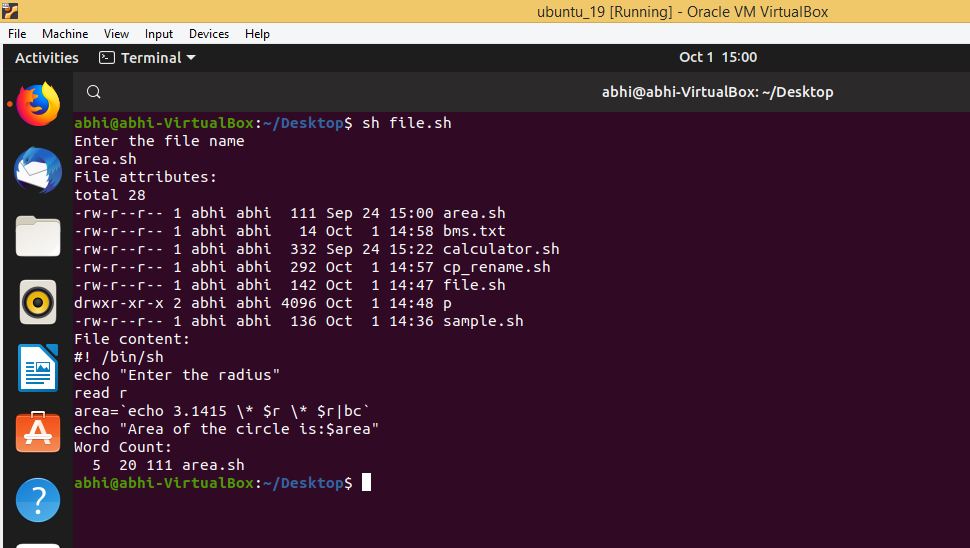 ubuntu_19 [Running] - Oracle VM VirtualBox
File Machine View Input Devices Help
Activities Terminal Oct 1 15:00
abhi@abhi-VirtualBox: ~/Desktop
abhi@abhi-VirtualBox:~/Desktop$ sh file.sh
Enter the file name
area.sh
File attributes:
total 28
-rw-r--r-- 1 abhi abhi  111 Sep 24 15:00 area.sh
-rw-r--r-- 1 abhi abhi   14 Oct  1 14:58 bms.txt
-rw-r--r-- 1 abhi abhi  332 Sep 24 15:22 calculator.sh
-rw-r--r-- 1 abhi abhi  292 Oct  1 14:57 cp_rename.sh
-rw-r--r-- 1 abhi abhi  142 Oct  1 14:47 file.sh
drwxr-xr-x 2 abhi abhi 4096 Oct  1 14:48 p
-rw-r--r-- 1 abhi abhi  136 Oct  1 14:36 sample.sh
File content:
#! /bin/sh
echo "Enter the radius"
read r
area=`echo 3.1415 \* $r \* $r|bc`
echo "Area of the circle is:$area"
Word Count:
  5  20 111 area.sh
abhi@abhi-VirtualBox:~/Desktop$